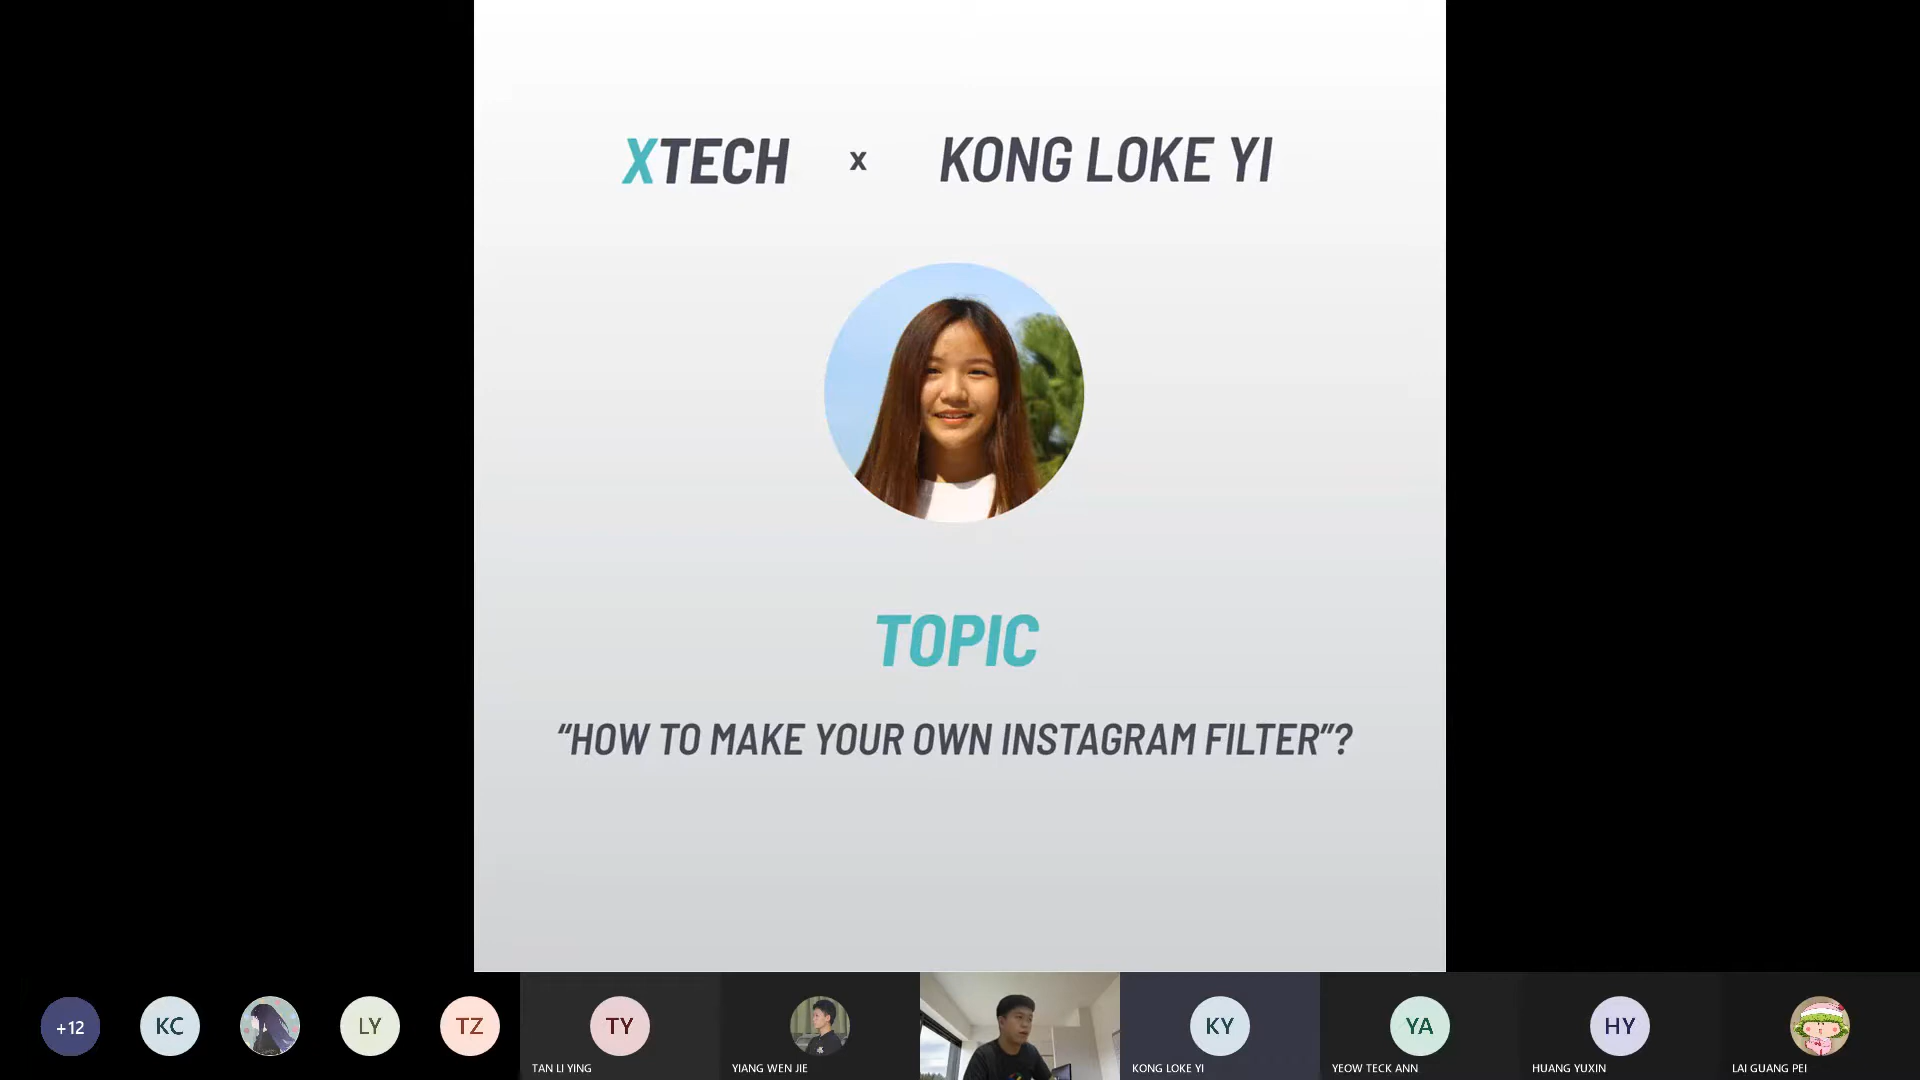 XTECH x KONG LOKE YI
TOPIC
“HOW TO MAKE YOUR OWN INSTAGRAM FILTER”?
+12 KC LY TZ TY KY YA HY
TAN LI YING YIANG WEN JIE KONG LOKE YI YEOW TECK ANN HUANG YUXIN LAI GUANG PEI